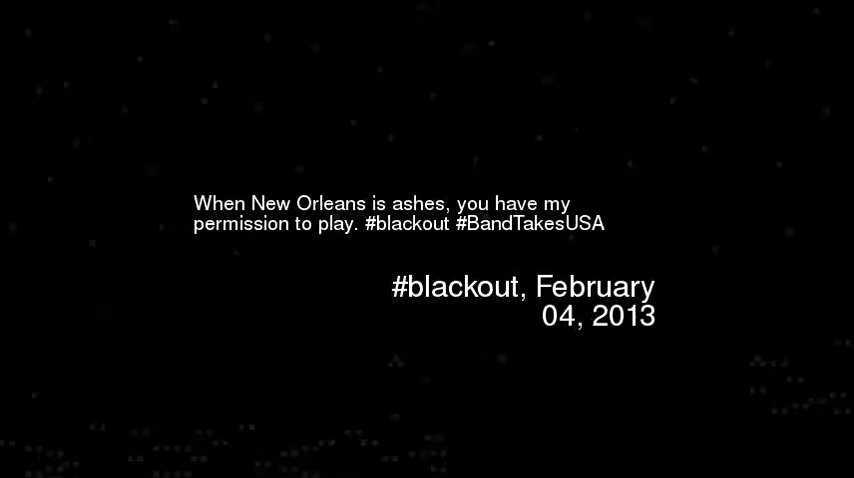 When New Orleans is ashes, you have my
permission to play. #blackout #BandTakesUSA
#blackout, February
04, 2013